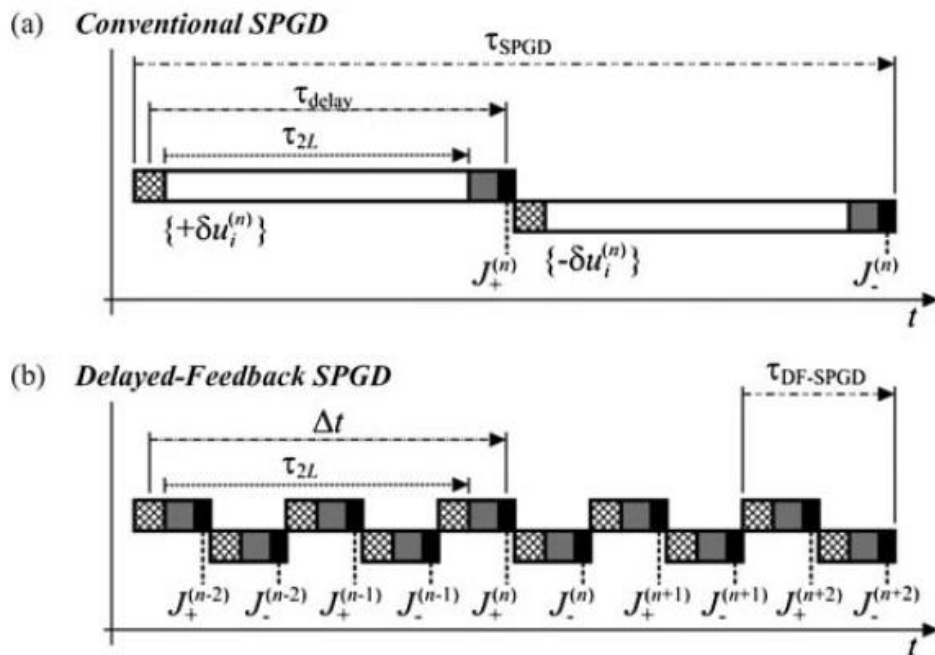 (a) Conventional SPGD
τSPGD
τdelay
τ2L
{+δu_i^(n)}
{-δu_i^(n)}
J_+^(n)
J_-^(n)
t
(b) Delayed-Feedback SPGD
τDF-SPGD
Δt
τ2L
J_+^(n-2) J_-^(n-2) J_+^(n-1) J_-^(n-1) J_+^(n) J_-^(n) J_+^(n+1) J_-^(n+1) J_+^(n+2) J_-^(n+2)
t